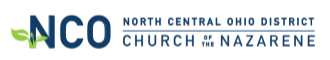 NCO
NORTH CENTRAL OHIO DISTRICT
CHURCH OF THE NAZARENE